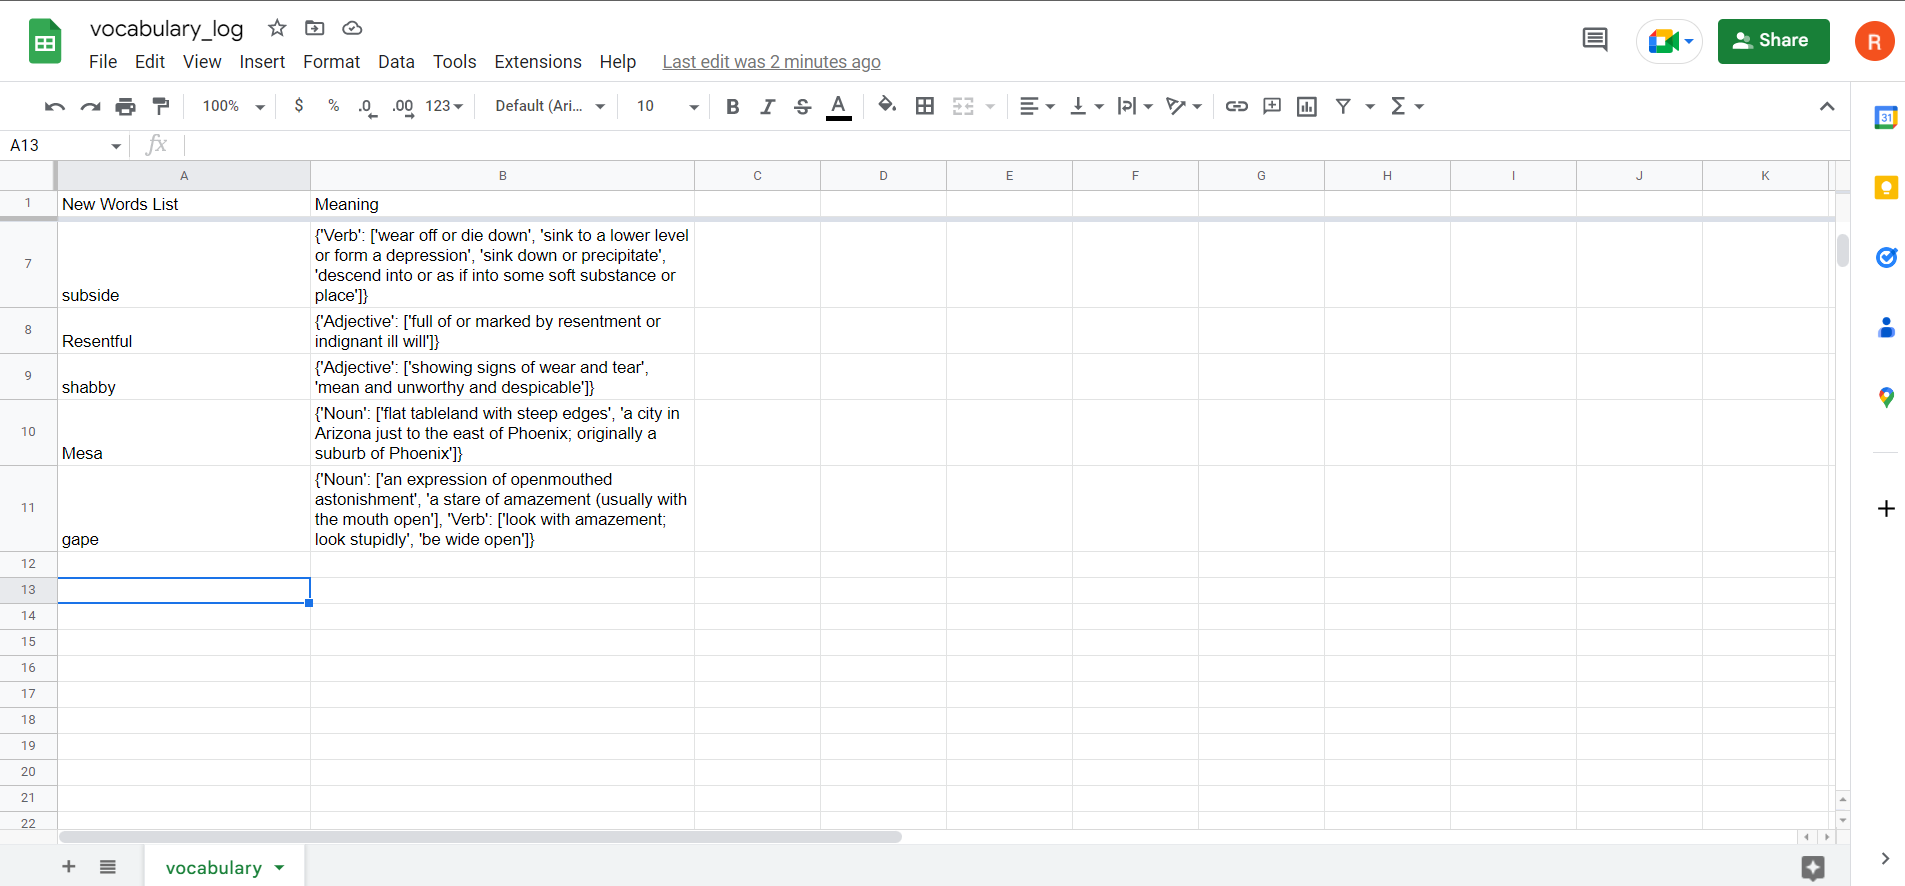 vocabulary_log
File Edit View Insert Format Data Tools Extensions Help Last edit was 2 minutes ago
Share
R
100% $ % .0 .00 123 Default (Ari... 10 B I S A Σ
31
A13 fx
A B C D E F G H I J K
1 New Words List Meaning
{'Verb': ['wear off or die down', 'sink to a lower level
or form a depression', 'sink down or precipitate',
7
'descend into or as if into some soft substance or
subside place']}
8 {'Adjective': ['full of or marked by resentment or
Resentful indignant ill will']}
9 {'Adjective': ['showing signs of wear and tear',
shabby 'mean and unworthy and despicable']}
{'Noun': ['flat tableland with steep edges', 'a city in
10 Arizona just to the east of Phoenix; originally a
Mesa suburb of Phoenix']}
{'Noun': ['an expression of openmouthed
astonishment', 'a stare of amazement (usually with
11
the mouth open'], 'Verb': ['look with amazement;
gape look stupidly', 'be wide open']}
12
13
14
15
16
17
18
19
20
21
22
vocabulary